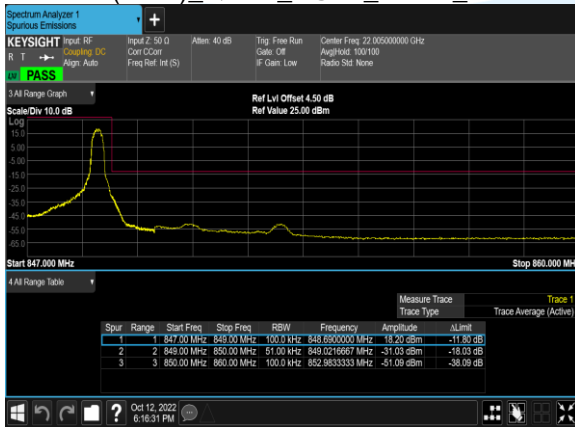 Spectrum Analyzer 1
Spurious Emissions
+
KEYSIGHT Input: RF Input Z: 50 Ω Atten: 40 dB Trig: Free Run Center Freq: 22.005000000 GHz
R T Coupling: DC Corr CCorr Gate: Off Avg|Hold: 100/100
Align: Auto Freq Ref: Int (S) IF Gain: Low Radio Std: None
PASS
3 All Range Graph
Ref Lvl Offset 4.50 dB
Scale/Div 10.0 dB Ref Value 25.00 dBm
Log
15.0
5.00
-5.00
-15.0
-25.0
-35.0
-45.0
-55.0
-65.0
Start 847.000 MHz Stop 860.000 MH
4 All Range Table
Measure Trace Trace 1
Trace Type Trace Average (Active)
Spur Range Start Freq Stop Freq RBW Frequency Amplitude ΔLimit
1 1 847.00 MHz 849.00 MHz 100.0 kHz 848.6900000 MHz 18.20 dBm -11.80 dB
2 2 849.00 MHz 850.00 MHz 51.00 kHz 849.0216667 MHz -31.03 dBm -18.03 dB
3 3 850.00 MHz 860.00 MHz 100.0 kHz 852.9833333 MHz -51.09 dBm -38.09 dB
? Oct 12, 2022
6:16:31 PM